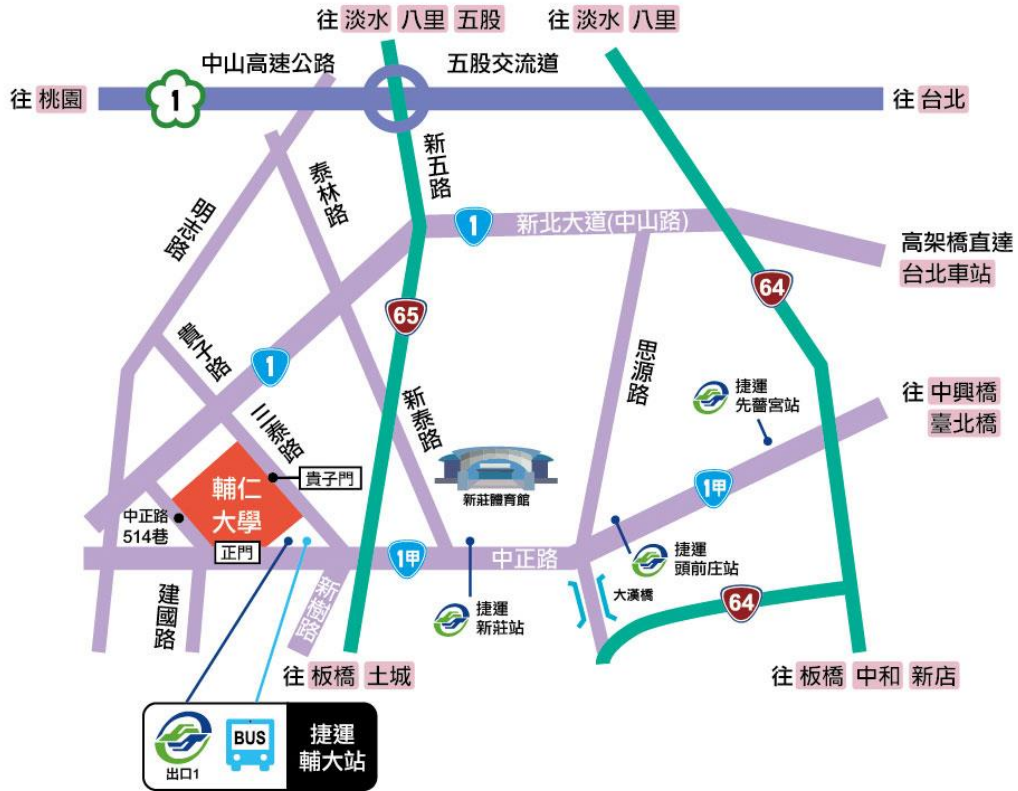 往 淡水 八里 五股
往 淡水 八里
中山高速公路
五股交流道
往 桃園
1
往 台北
新五路
泰林路
明志路
1
新北大道(中山路)
高架橋直達
台北車站
64
65
貴子路
1
思源路
新泰路
三泰路
捷運
先嗇宮站
往 中興橋
臺北橋
新莊體育館
貴子門
輔仁
大學
1甲
中正路
514巷
正門
1甲
中正路
捷運
頭前庄站
建國路
新樹路
捷運
新莊站
大漢橋
64
往 板橋 土城
往 板橋 中和 新店
BUS
出口1
捷運
輔大站